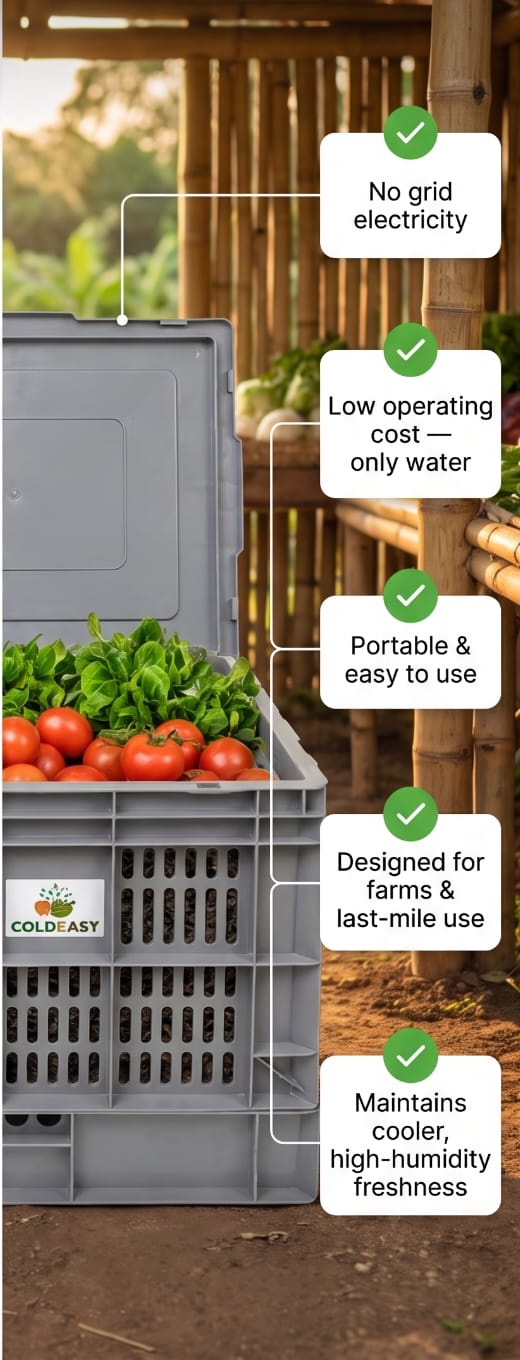 No grid
electricity
Low operating
cost —
only water
Portable &
easy to use
COLDEASY
Designed for
farms &
last-mile use
Maintains
cooler,
high-humidity
freshness